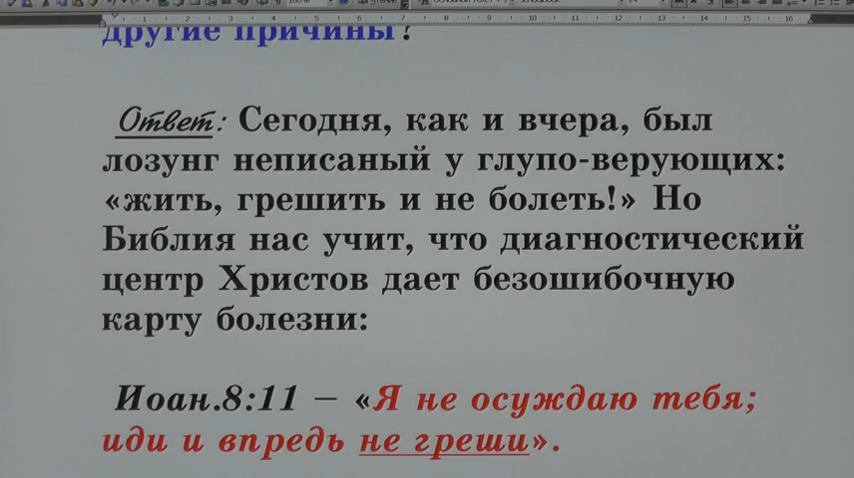 другие причины?
Ответ: Сегодня, как и вчера, был
лозунг неписаный у глупо-верующих:
«жить, грешить и не болеть!» Но
Библия нас учит, что диагностический
центр Христов дает безошибочную
карту болезни:
Иоан.8:11 – «Я не осуждаю тебя;
иди и впредь не греши».